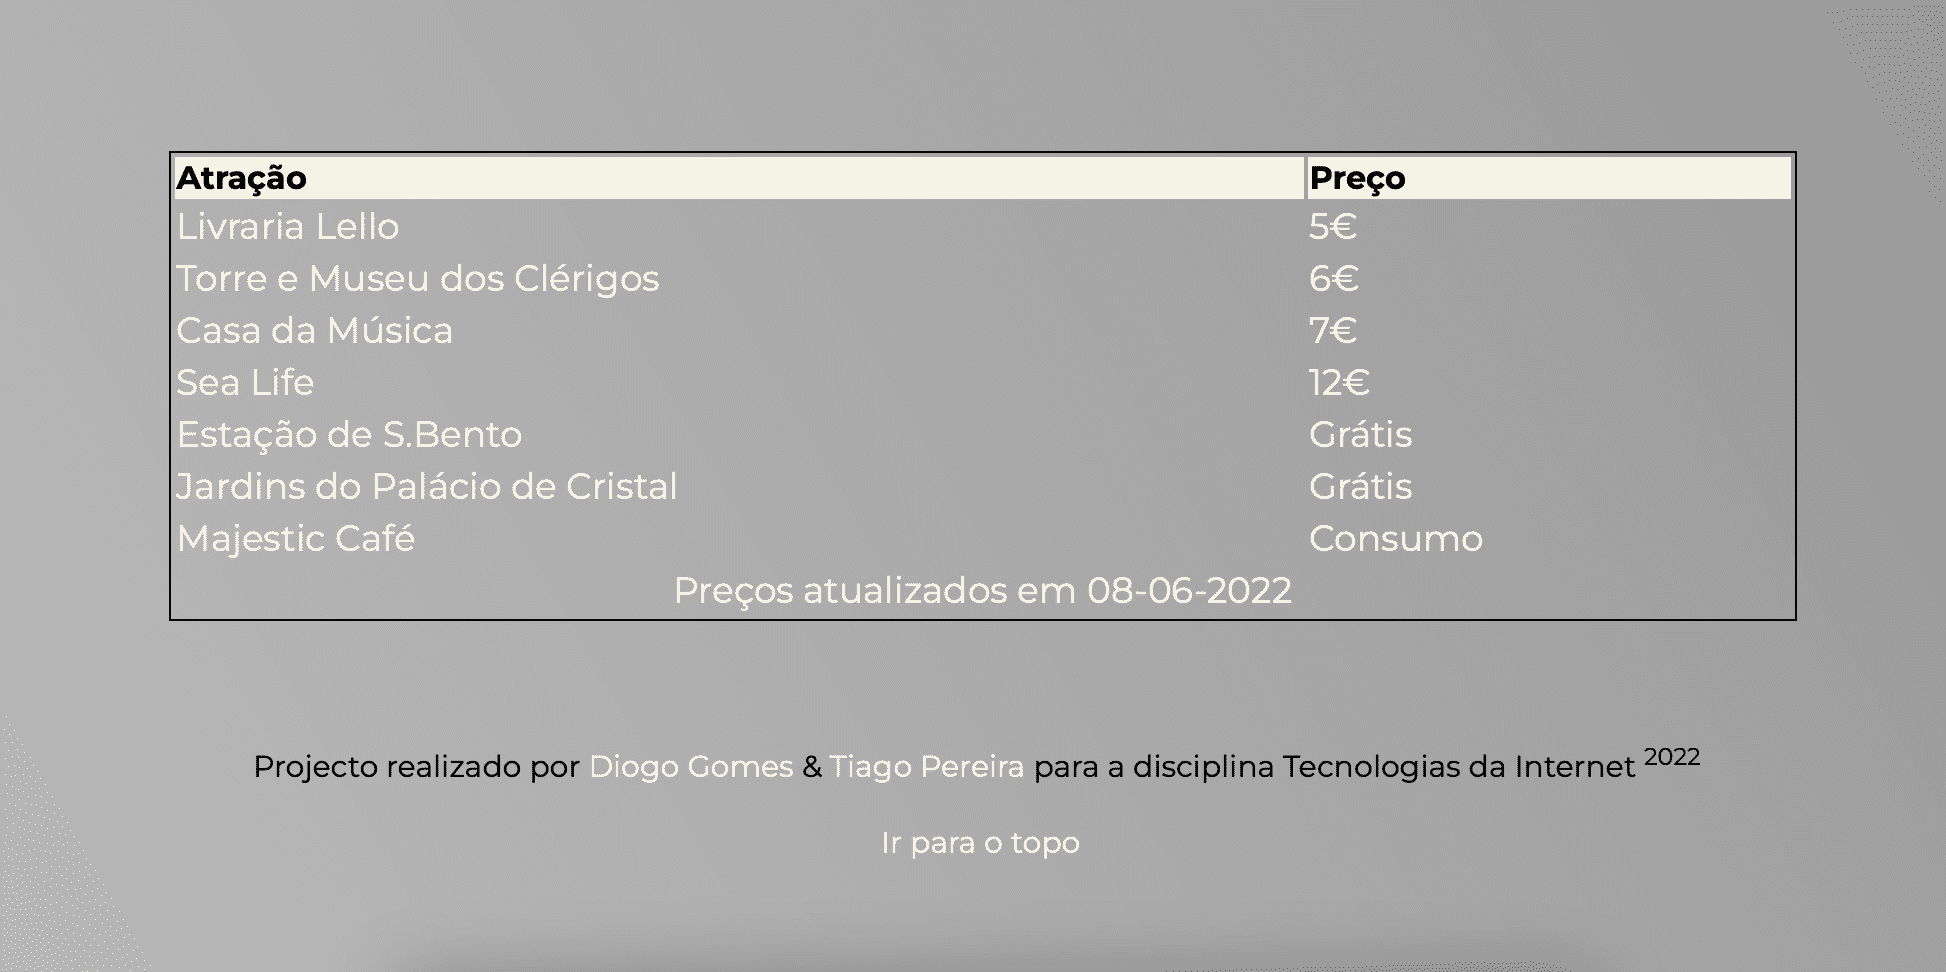 Atração Preço
Livraria Lello 5€
Torre e Museu dos Clérigos 6€
Casa da Música 7€
Sea Life 12€
Estação de S.Bento Grátis
Jardins do Palácio de Cristal Grátis
Majestic Café Consumo
Preços atualizados em 08-06-2022
Projecto realizado por Diogo Gomes & Tiago Pereira para a disciplina Tecnologias da Internet 2022
Ir para o topo